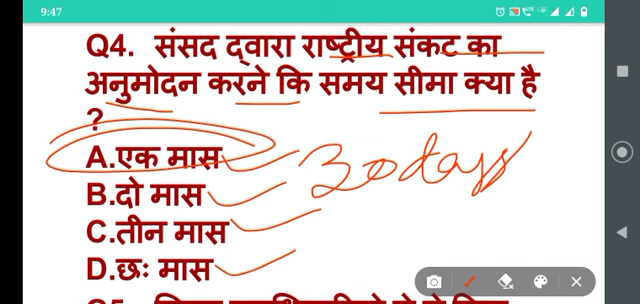 9:47
Q4. संसद द्वारा राष्ट्रीय संकट का
अनुमोदन करने कि समय सीमा क्या है
?
A.एक मास
30 days
B.दो मास
C.तीन मास
D.छः मास